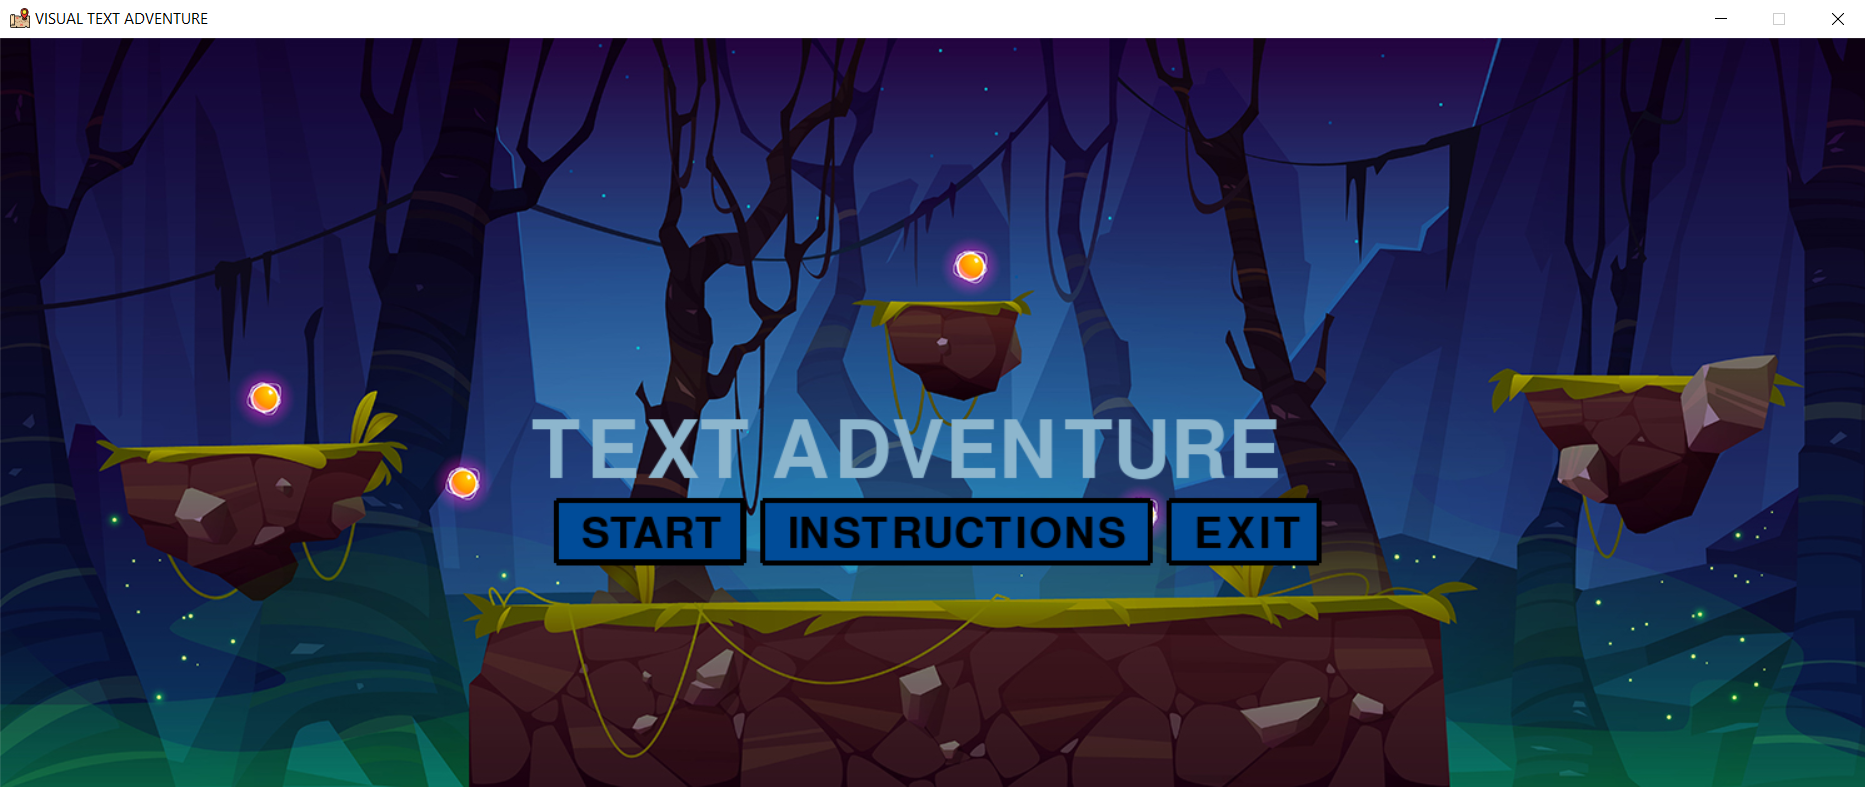 VISUAL TEXT ADVENTURE
TEXT ADVENTURE
START INSTRUCTIONS EXIT